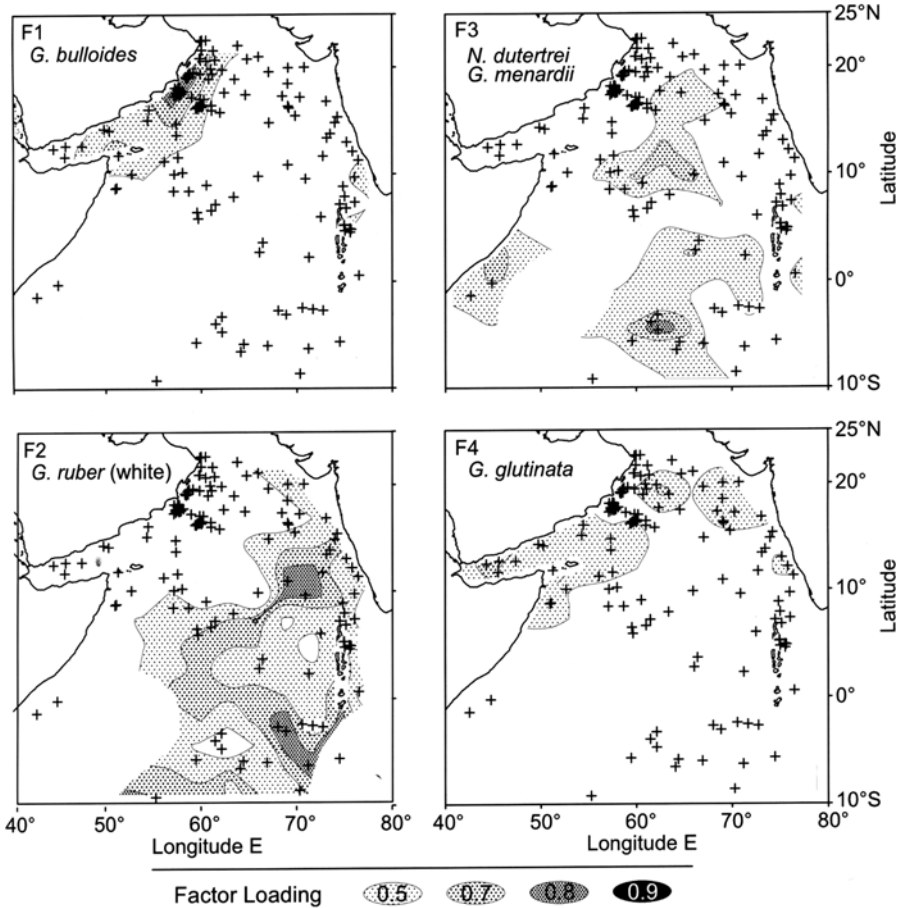 F1
G. bulloides
F3
N. dutertrei
G. menardii
25°N
20°
10°
0°
10°S
Latitude
F2
G. ruber (white)
F4
G. glutinata
25°N
20°
10°
0°
10°S
Latitude
40° 50° 60° 70° 80°
Longitude E
50° 60° 70° 80°
Longitude E
Factor Loading 0.5 0.7 0.8 0.9